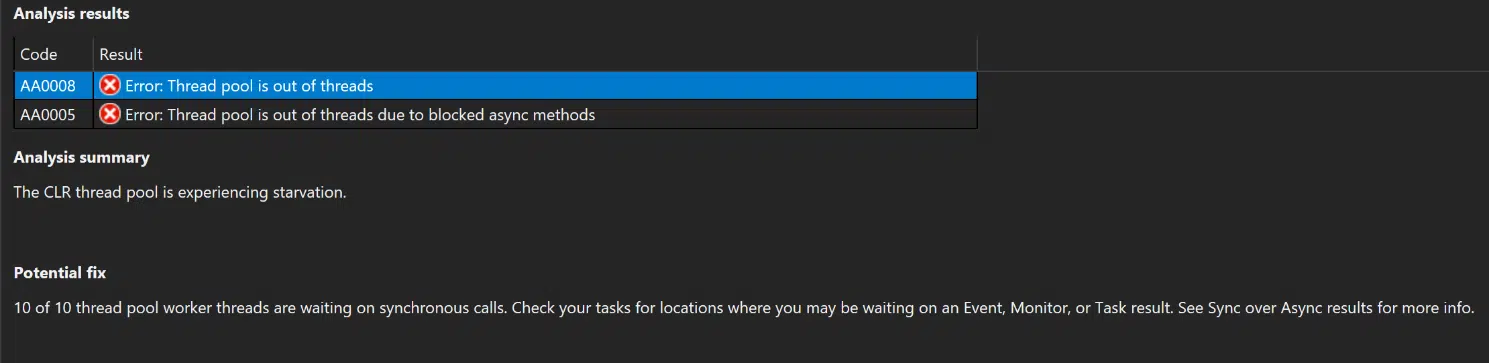 Analysis results
Code Result
AA0008 Error: Thread pool is out of threads
AA0005 Error: Thread pool is out of threads due to blocked async methods
Analysis summary
The CLR thread pool is experiencing starvation.
Potential fix
10 of 10 thread pool worker threads are waiting on synchronous calls. Check your tasks for locations where you may be waiting on an Event, Monitor, or Task result. See Sync over Async results for more info.